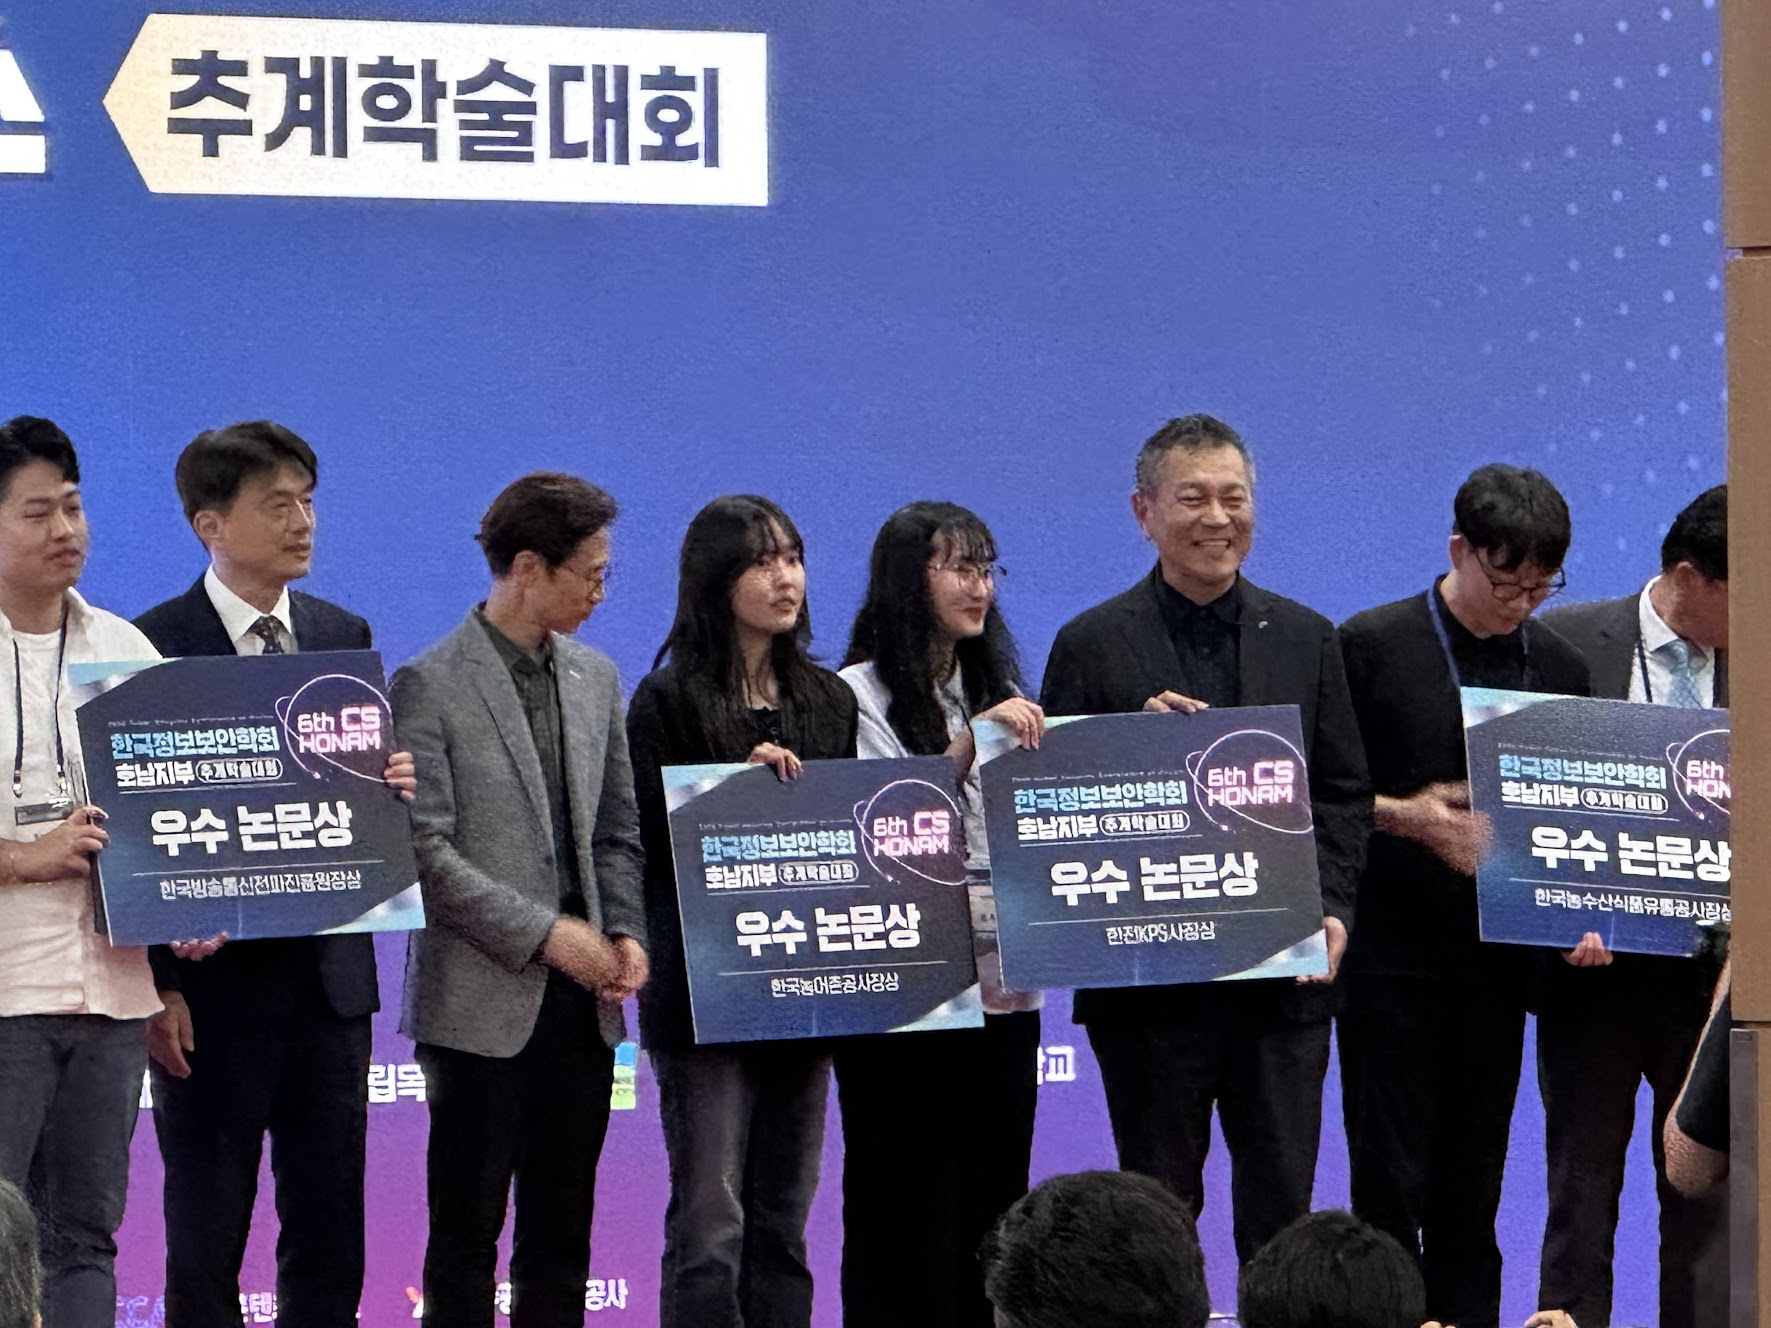 추계학술대회
한국정보보안학회
호남지부 추계학술대회
6th CS
HONAM
우수 논문상
한국방송통신전파진흥원장상
한국정보보안학회
호남지부 추계학술대회
6th CS
HONAM
우수 논문상
한국농어촌공사장상
한국정보보안학회
호남지부 추계학술대회
6th CS
HONAM
우수 논문상
한전KPS사장상
한국정보보안학회
호남지부 추계학술대회
6th
HON
우수 논문상
한국농수산식품유통공사장상
립목
공사